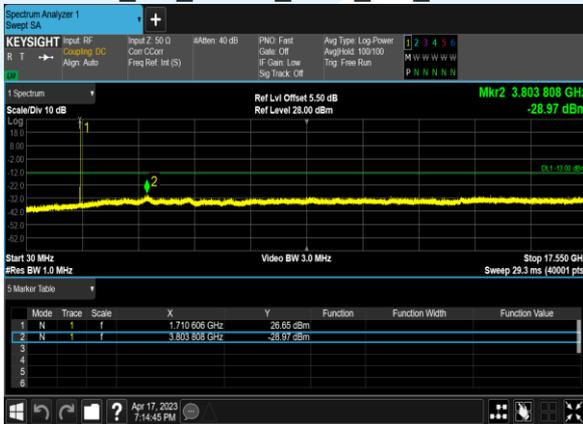 Spectrum Analyzer 1
Swept SA
+
KEYSIGHT Input: RF Input Z: 50 Ω #Atten: 40 dB PNO: Fast Avg Type: Log-Power 1 2 3 4 5 6
R T Coupling: DC Corr CCorr Gate: Off Avg|Hold: 100/100 M W W W W W
Align: Auto Freq Ref: Int (S) IF Gain: Low Trig: Free Run
LXI Sig Track: Off P N N N N N
1 Spectrum Ref Lvl Offset 5.50 dB Mkr2 3.803 808 GHz
Scale/Div 10 dB Ref Level 28.00 dBm -28.97 dBm
Log
18.0
8.00
-2.00
-12.0
-22.0
-32.0
-42.0
-52.0
-62.0
1
2
DL1 -13.00 dBm
Start 30 MHz Video BW 3.0 MHz Stop 17.550 GH
#Res BW 1.0 MHz Sweep 29.3 ms (40001 pts
5 Marker Table
Mode Trace Scale X Y Function Function Width Function Value
1 N 1 f 1.710 606 GHz 26.65 dBm
2 N 1 f 3.803 808 GHz -28.97 dBm
3
4
5
6
? Apr 17, 2023
7:14:45 PM